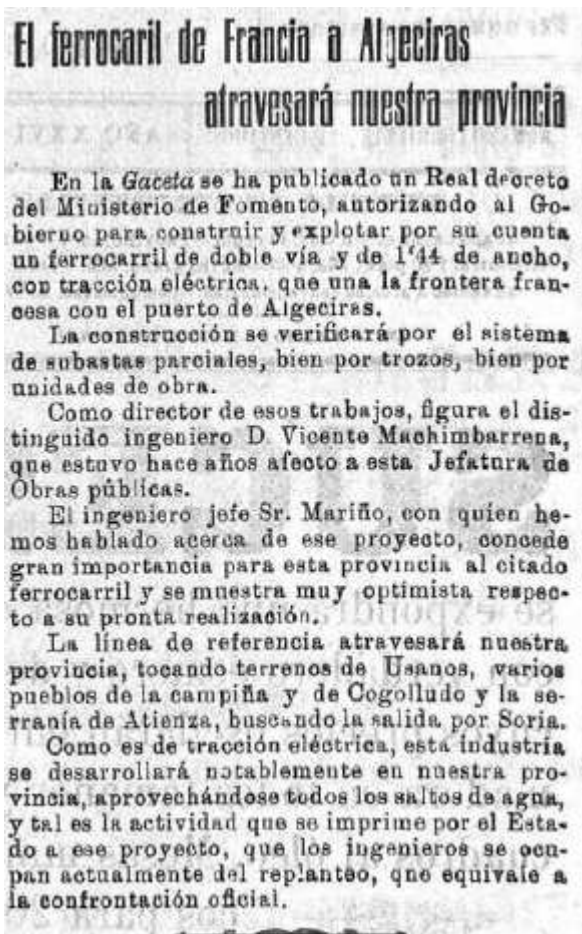 El ferrocaril de Francia a Algeciras
atravesará nuestra provincia
En la Gaceta se ha publicado un Real decreto
del Ministerio de Fomento, autorizando al Go-
bierno para construir y explotar por su cuenta
un ferrocarril de doble vía y de 1'44 de ancho,
con tracción eléctrica, que una la frontera fran-
cesa con el puerto de Algeciras.
La construcción se verificará por el sistema
de subastas parciales, bien por trozos, bien por
unidades de obra.
Como director de esos trabajos, figura el dis-
tinguido ingeniero D. Vicente Machimbarrena,
que estuvo hace años afecto a esta Jefatura de
Obras públicas.
El ingeniero jefe Sr. Mariño, con quien he-
mos hablado acerca de ese proyecto, concede
gran importancia para esta provincia al citado
ferrocarril y se muestra muy optimista respec-
to a su pronta realización.
La línea de referencia atravesará nuestra
provincia, tocando terrenos de Usanos, varios
pueblos de la campiña y de Cogolludo y la se-
rranía de Atienza, buscando la salida por Soria.
Como es de tracción eléctrica, esta industria
se desarrollará notablemente en nuestra pro-
vincia, aprovechándose todos los saltos de agua,
y tal es la actividad que se imprime por el Esta-
do a ese proyecto, que los ingenieros se ocu-
pan actualmente del replanteo, que equivale a
la confrontación oficial.